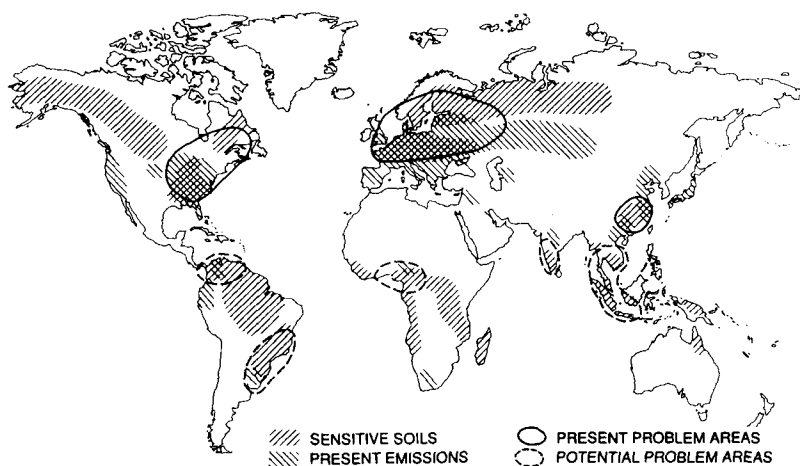 SENSITIVE SOILS
PRESENT EMISSIONS
PRESENT PROBLEM AREAS
POTENTIAL PROBLEM AREAS